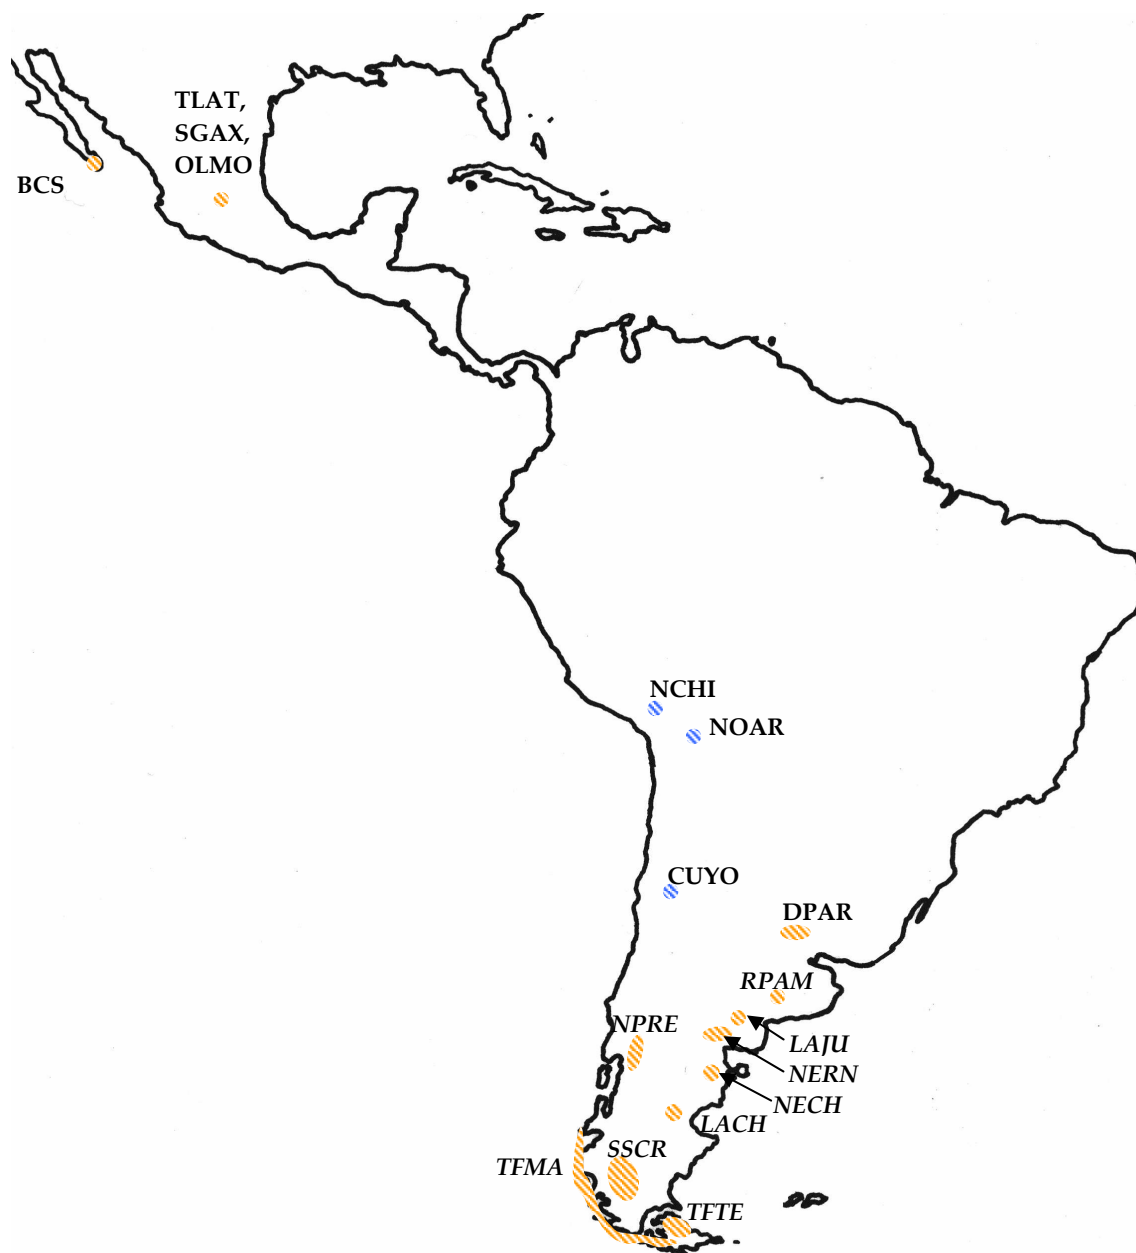 TLAT,
SGAX,
OLMO
BCS
NCHI
NOAR
CUYO
DPAR
RPAM
NPRE
LAJU
NERN
NECH
LACH
SSCR
TFMA
TFTE